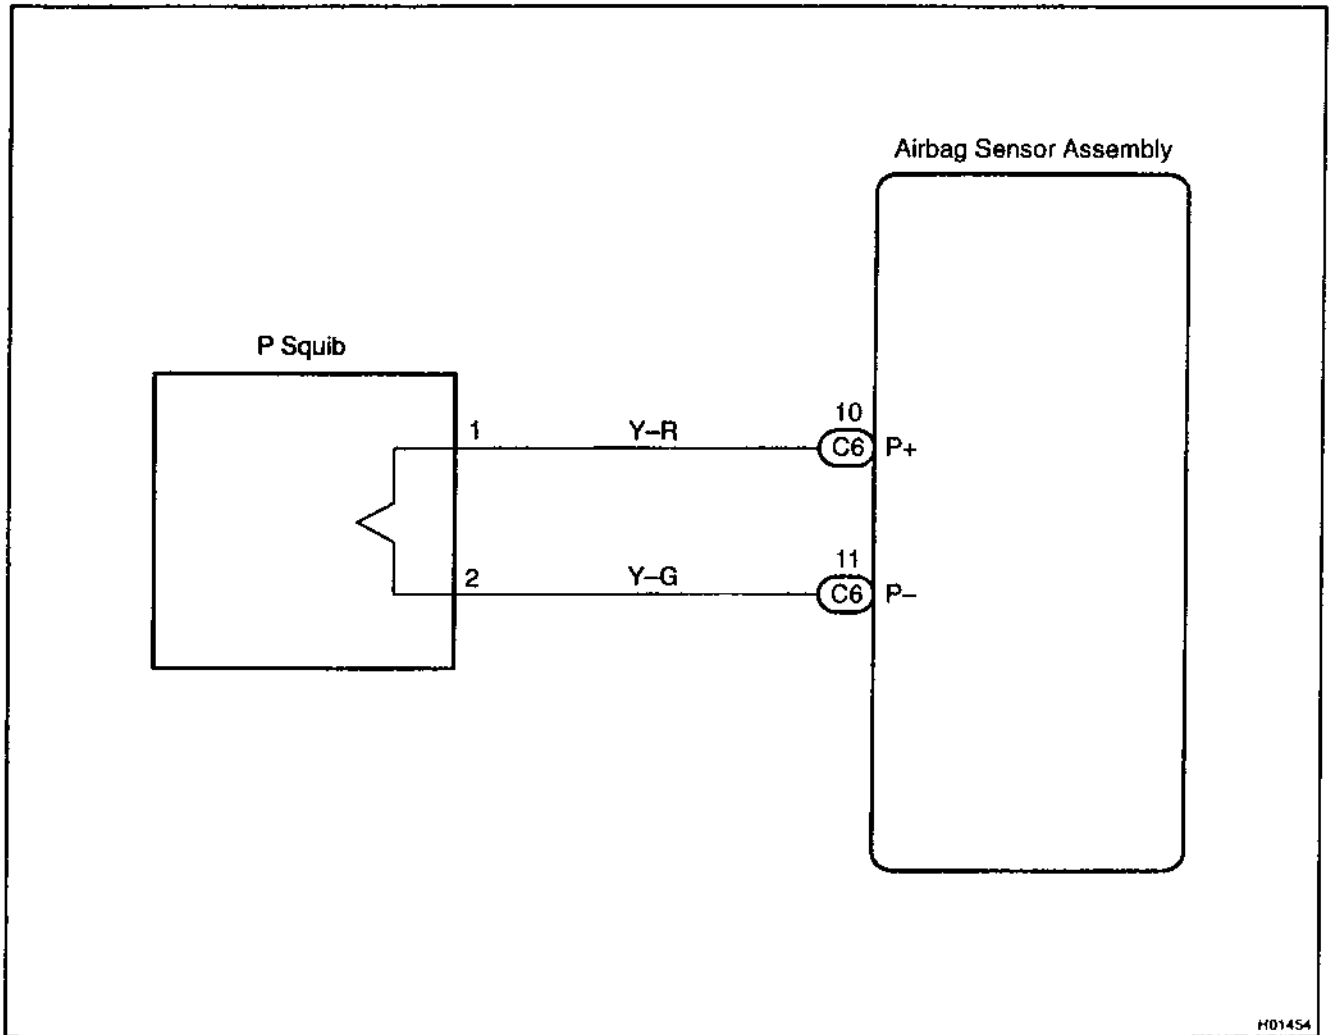 Airbag Sensor Assembly
P Squib
1
Y–R
10
C6
P+
2
Y–G
11
C6
P–
H01454